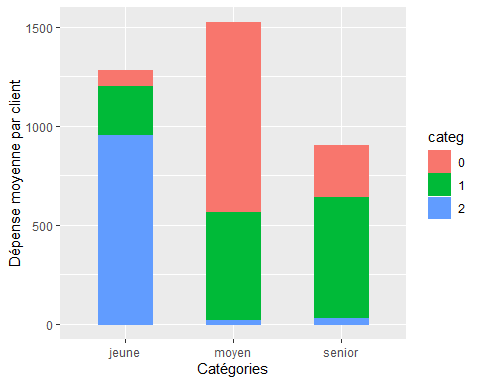 Dépense moyenne par client
1500
1000
500
0
jeune moyen senior
Catégories
categ
0
1
2